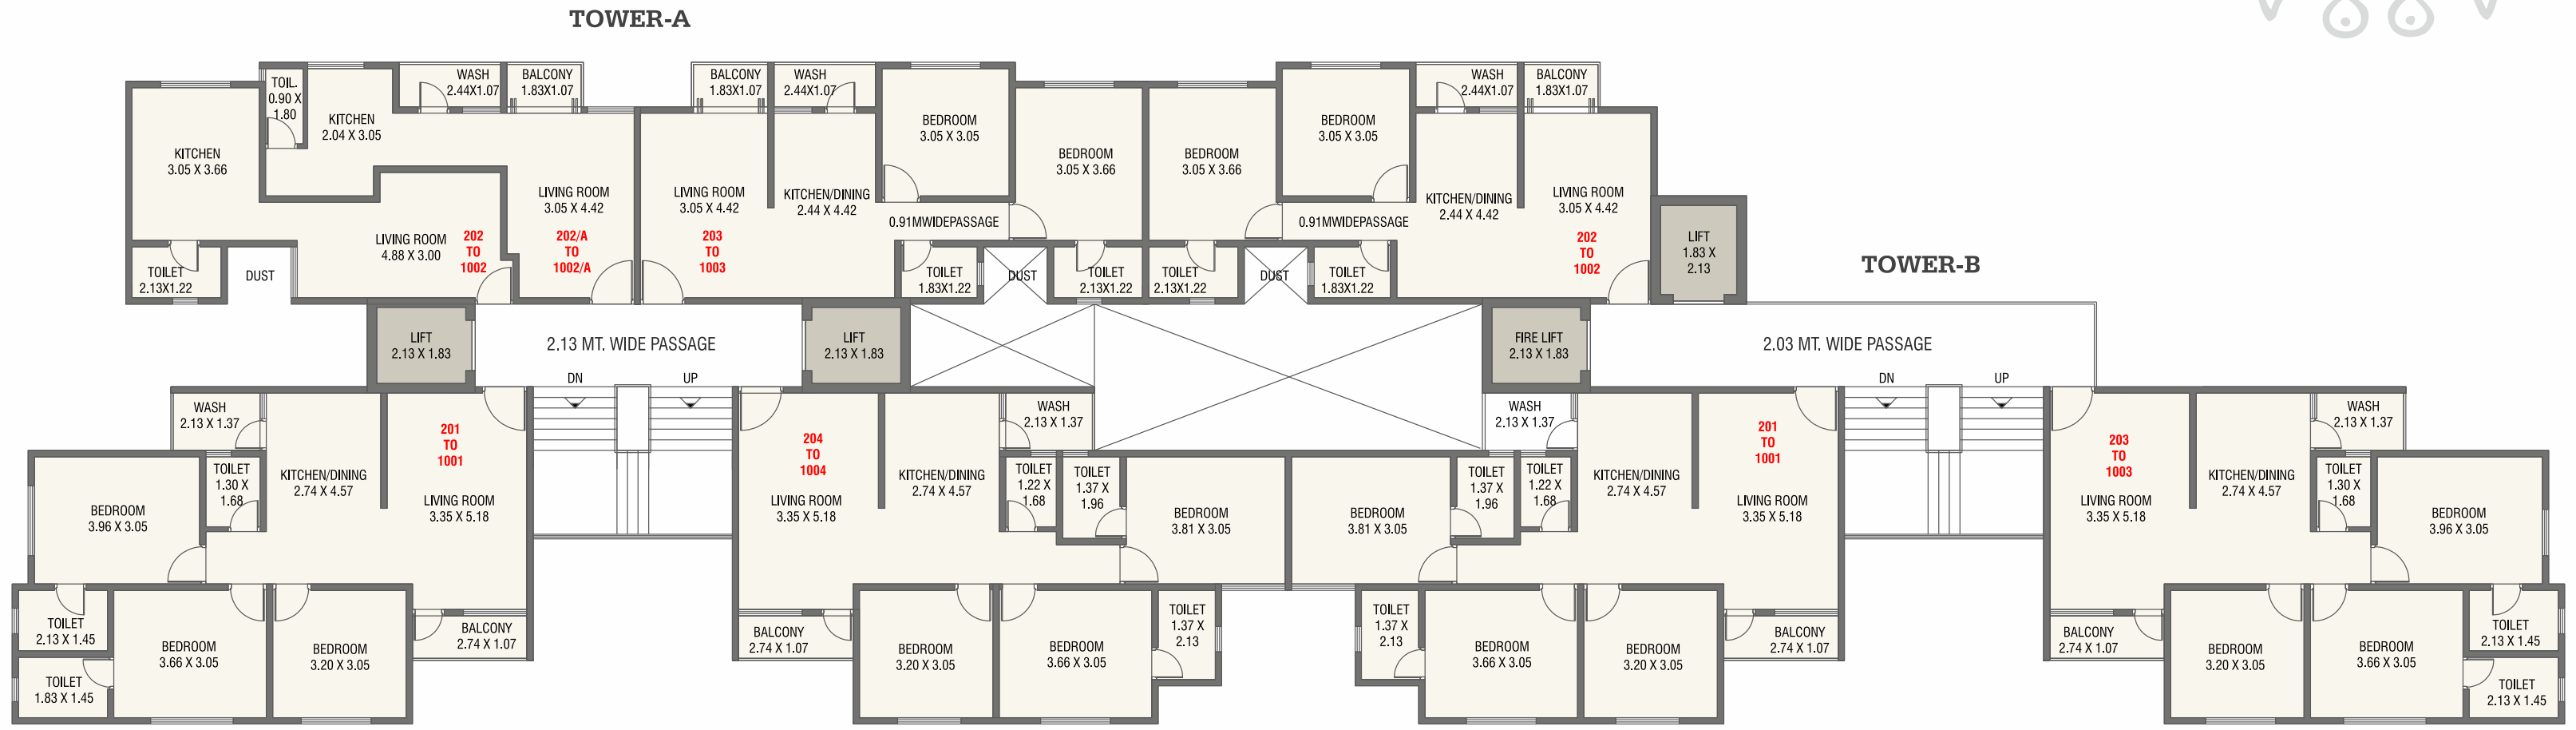 TOWER-A
TOIL.
0.90 X
1.80
KITCHEN
2.04 X 3.05
WASH
2.44X1.07
BALCONY
1.83X1.07
BALCONY
1.83X1.07
WASH
2.44X1.07
BEDROOM
3.05 X 3.05
BEDROOM
3.05 X 3.66
BEDROOM
3.05 X 3.66
BEDROOM
3.05 X 3.05
WASH
2.44X1.07
BALCONY
1.83X1.07
KITCHEN
3.05 X 3.66
LIVING ROOM
4.88 X 3.00
202
TO
1002
LIVING ROOM
3.05 X 4.42
202/A
TO
1002/A
LIVING ROOM
3.05 X 4.42
203
TO
1003
KITCHEN/DINING
2.44 X 4.42
0.91MWIDEPASSAGE
0.91MWIDEPASSAGE
KITCHEN/DINING
2.44 X 4.42
LIVING ROOM
3.05 X 4.42
202
TO
1002
LIFT
1.83 X
2.13
TOWER-B
TOILET
2.13X1.22
DUST
TOILET
1.83X1.22
DUST
TOILET
2.13X1.22
TOILET
2.13X1.22
DUST
TOILET
1.83X1.22
LIFT
2.13 X 1.83
2.13 MT. WIDE PASSAGE
LIFT
2.13 X 1.83
FIRE LIFT
2.13 X 1.83
2.03 MT. WIDE PASSAGE
DN
UP
DN
UP
WASH
2.13 X 1.37
KITCHEN/DINING
2.74 X 4.57
201
TO
1001
LIVING ROOM
3.35 X 5.18
BEDROOM
3.96 X 3.05
TOILET
1.30 X
1.68
TOILET
2.13 X 1.45
TOILET
1.83 X 1.45
BEDROOM
3.66 X 3.05
BEDROOM
3.20 X 3.05
BALCONY
2.74 X 1.07
204
TO
1004
LIVING ROOM
3.35 X 5.18
KITCHEN/DINING
2.74 X 4.57
WASH
2.13 X 1.37
TOILET
1.22 X
1.68
TOILET
1.37 X
1.96
BEDROOM
3.81 X 3.05
BALCONY
2.74 X 1.07
BEDROOM
3.20 X 3.05
BEDROOM
3.66 X 3.05
TOILET
1.37 X
2.13
BEDROOM
3.81 X 3.05
TOILET
1.37 X
1.96
TOILET
1.22 X
1.68
WASH
2.13 X 1.37
KITCHEN/DINING
2.74 X 4.57
201
TO
1001
LIVING ROOM
3.35 X 5.18
TOILET
1.37 X
2.13
BEDROOM
3.66 X 3.05
BEDROOM
3.20 X 3.05
BALCONY
2.74 X 1.07
203
TO
1003
LIVING ROOM
3.35 X 5.18
KITCHEN/DINING
2.74 X 4.57
WASH
2.13 X 1.37
TOILET
1.30 X
1.68
BEDROOM
3.96 X 3.05
BALCONY
2.74 X 1.07
BEDROOM
3.20 X 3.05
BEDROOM
3.66 X 3.05
TOILET
2.13 X 1.45
TOILET
2.13 X 1.45